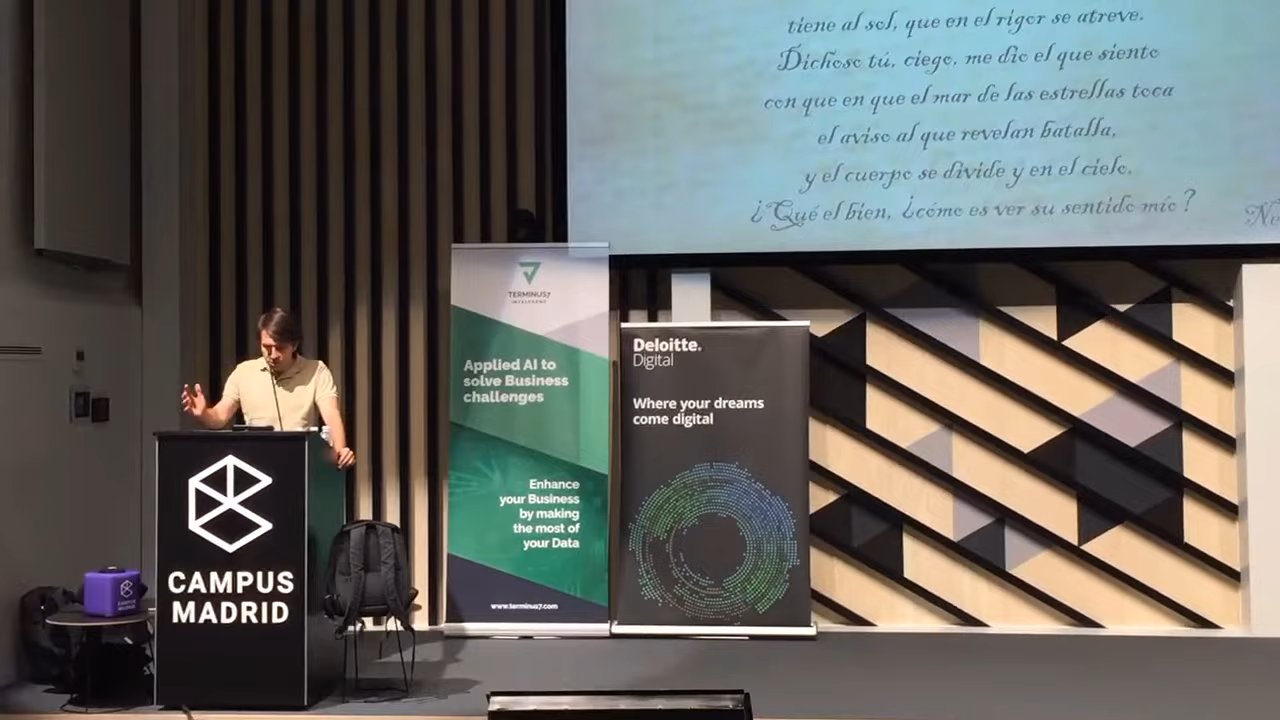 tiene al sol, que en el rigor se atreve.
Dichoso tú, ciego, me dio el que siento
con que en que el mar de las estrellas toca
el aviso al que revelan batalla,
y el cuerpo se divide y en el cielo.
¿Qué el bien, ¿cómo es ver su sentido mío?
No
TERMINUS7
INTELYGENZ
Applied AI to
solve Business
challenges
Enhance
your Business
by making
the most of
your Data
www.terminus7.com
Deloitte.
Digital
Where your dreams
come digital
CAMPUS
MADRID